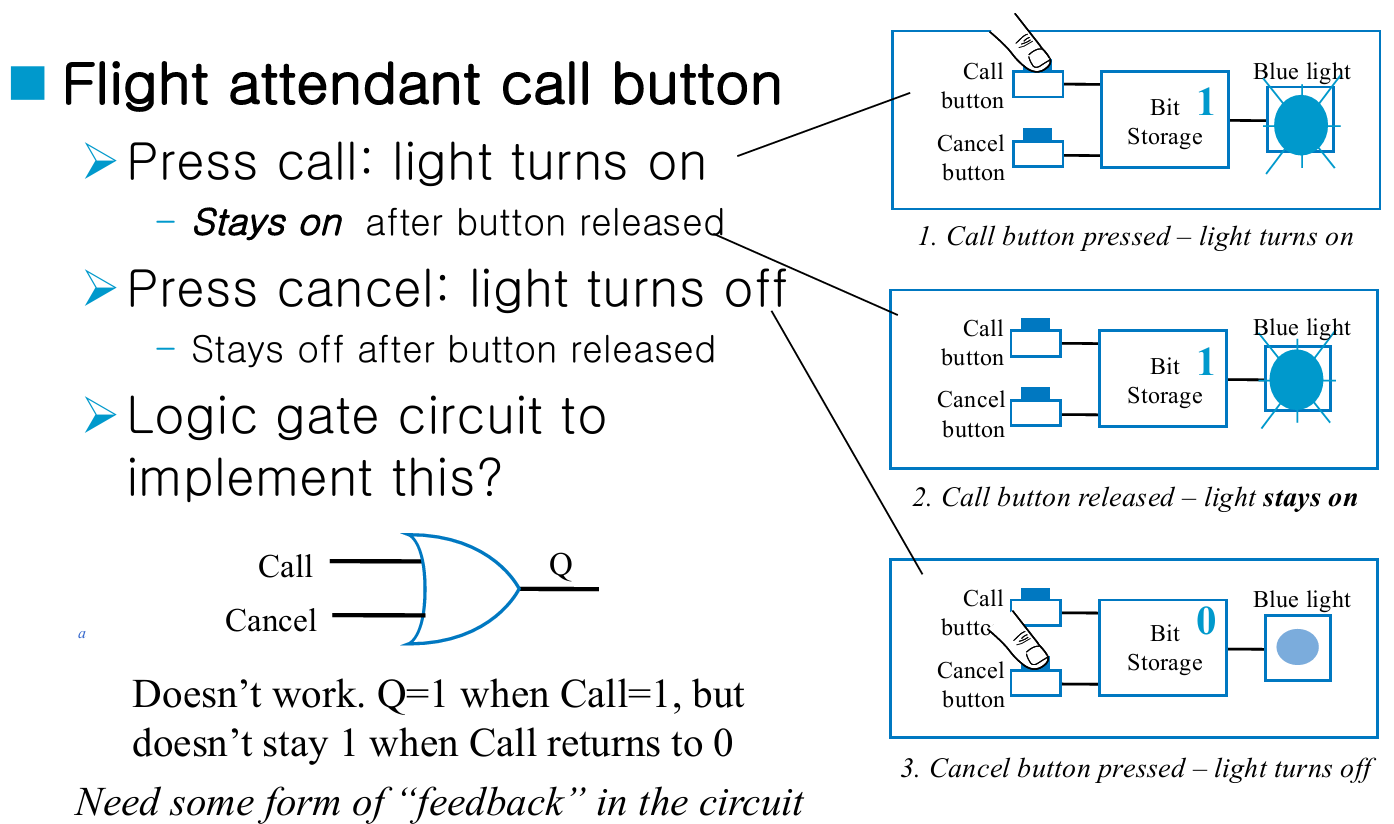 Flight attendant call button
Press call: light turns on
– Stays on after button released
Press cancel: light turns off
– Stays off after button released
Logic gate circuit to
implement this?
Call
Cancel
Q
a
Doesn’t work. Q=1 when Call=1, but
doesn’t stay 1 when Call returns to 0
Need some form of “feedback” in the circuit
Call
button
Cancel
button
Bit 1
Storage
Blue light
1. Call button pressed – light turns on
Call
button
Cancel
button
Bit 1
Storage
Blue light
2. Call button released – light stays on
Call
butto
Cancel
button
Bit 0
Storage
Blue light
3. Cancel button pressed – light turns off